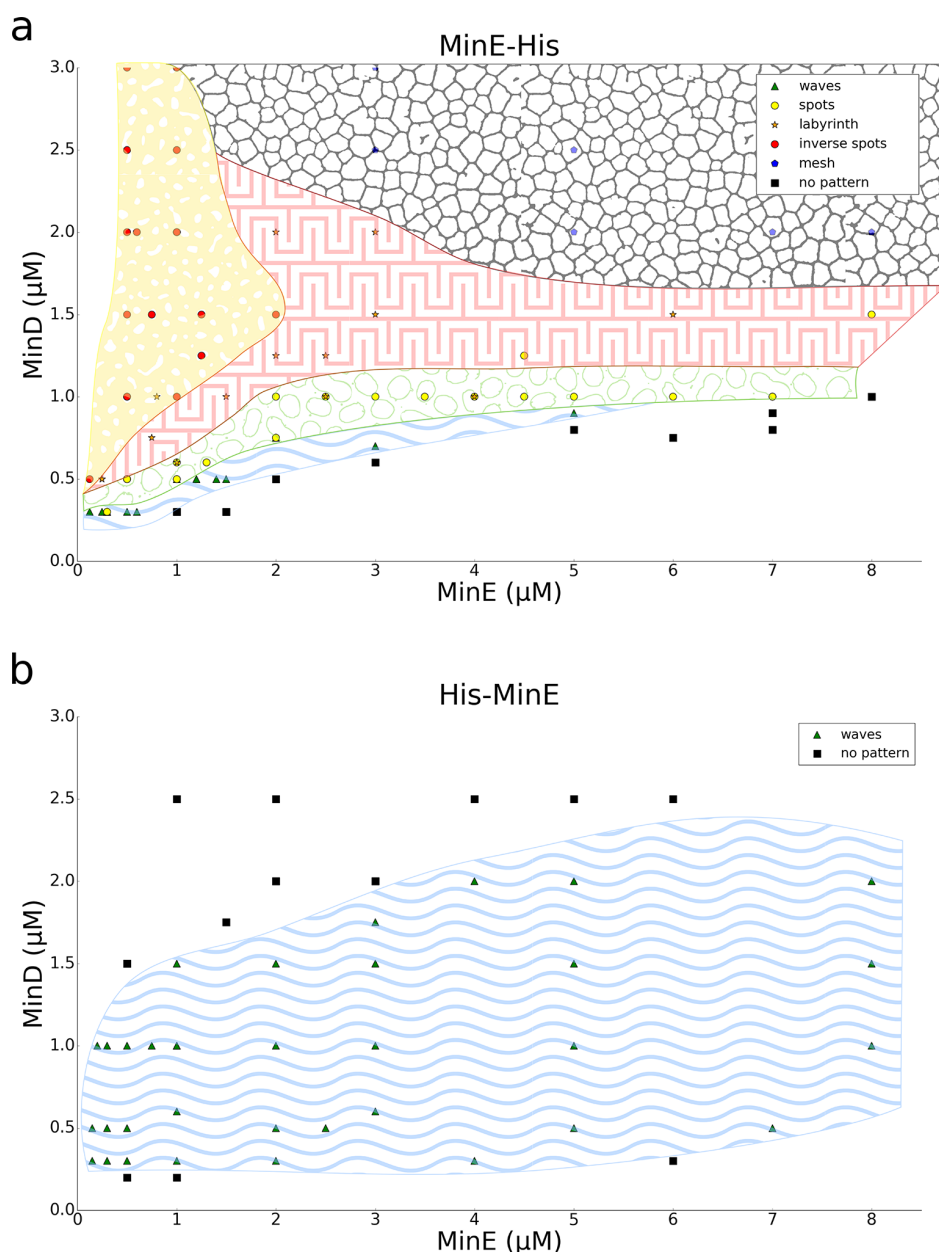 a
MinE-His
3.0
2.5
2.0
1.5
1.0
0.5
0.0
MinD (µM)
waves
spots
labyrinth
inverse spots
mesh
no pattern
0 1 2 3 4 5 6 7 8
MinE (µM)
b
His-MinE
3.0
2.5
2.0
1.5
1.0
0.5
0.0
MinD (µM)
waves
no pattern
0 1 2 3 4 5 6 7 8
MinE (µM)